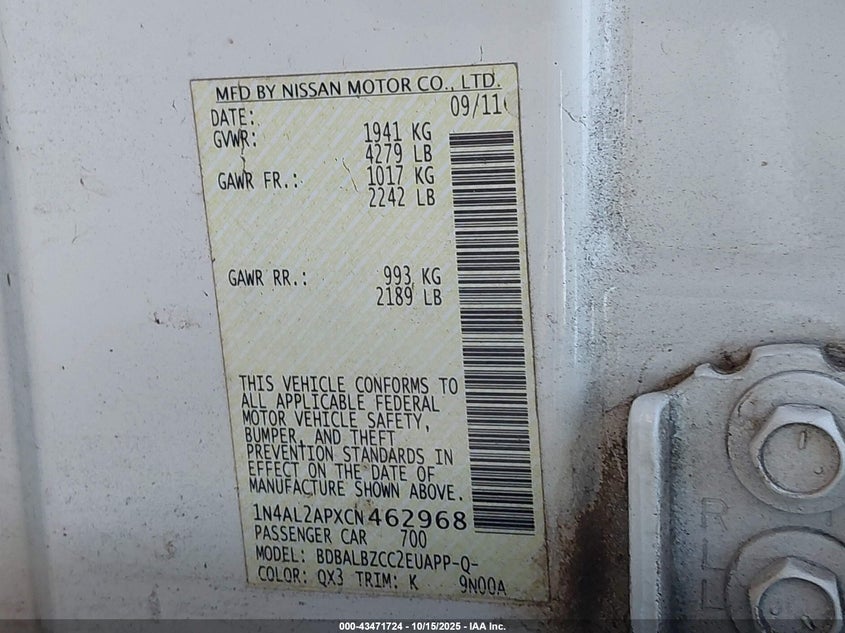 MFD BY NISSAN MOTOR CO., LTD.
DATE: 09/11
GVWR: 1941 KG
4279 LB
GAWR FR.: 1017 KG
2242 LB
GAWR RR.: 993 KG
2189 LB
THIS VEHICLE CONFORMS TO
ALL APPLICABLE FEDERAL
MOTOR VEHICLE SAFETY,
BUMPER, AND THEFT
PREVENTION STANDARDS IN
EFFECT ON THE DATE OF
MANUFACTURE SHOWN ABOVE.
1N4AL2APXCN462968
PASSENGER CAR 700
MODEL: BDBALBZCC2EUAPP-Q-
COLOR: QX3 TRIM: K 9N00A
000-43471724 - 10/15/2025 - IAA Inc.